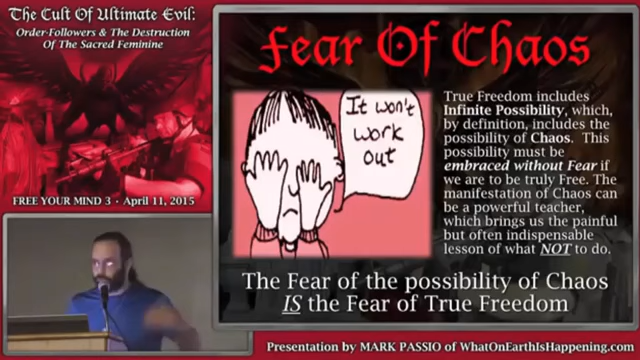 The Cult Of Ultimate Evil:
Order-Followers & The Destruction
Of The Sacred Feminine
FREE YOUR MIND 3 · April 11, 2015
Fear Of Chaos
It won't
work
out
True Freedom includes
Infinite Possibility, which,
by definition, includes the
possibility of Chaos. This
possibility must be
embraced without Fear if
we are to be truly Free. The
manifestation of Chaos can
be a powerful teacher,
which brings us the painful
but often indispensable
lesson of what NOT to do.
The Fear of the possibility of Chaos
IS the Fear of True Freedom
Presentation by MARK PASSIO of WhatOnEarthIsHappening.com